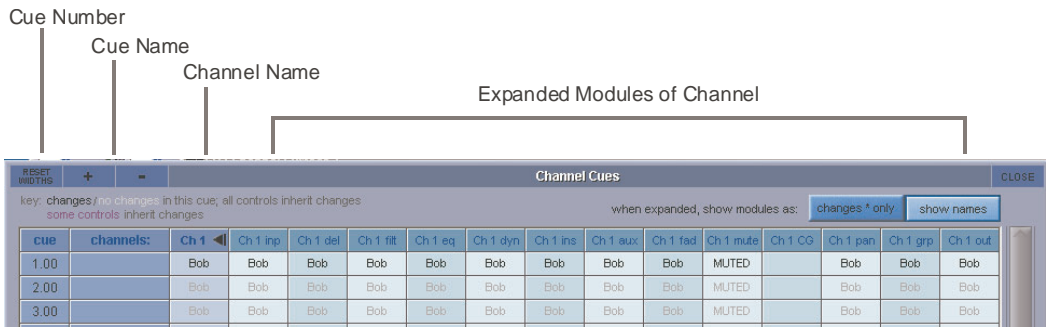 Cue Number
Cue Name
Channel Name
Expanded Modules of Channel
RESET WIDTHS + - Channel Cues CLOSE
key: changes/no changes in this cue; all controls inherit changes
some controls inherit changes
when expanded, show modules as: changes * only show names
cue channels: Ch 1 Ch 1 inp Ch 1 del Ch 1 filt Ch 1 eq Ch 1 dyn Ch 1 ins Ch 1 aux Ch 1 fad Ch 1 mute Ch 1 CG Ch 1 pan Ch 1 grp Ch 1 out
1.00 Bob Bob Bob Bob Bob Bob Bob Bob Bob MUTED Bob Bob Bob
2.00 Bob Bob Bob Bob Bob Bob Bob Bob Bob MUTED Bob Bob Bob
3.00 Bob Bob Bob Bob Bob Bob Bob Bob Bob MUTED Bob Bob Bob